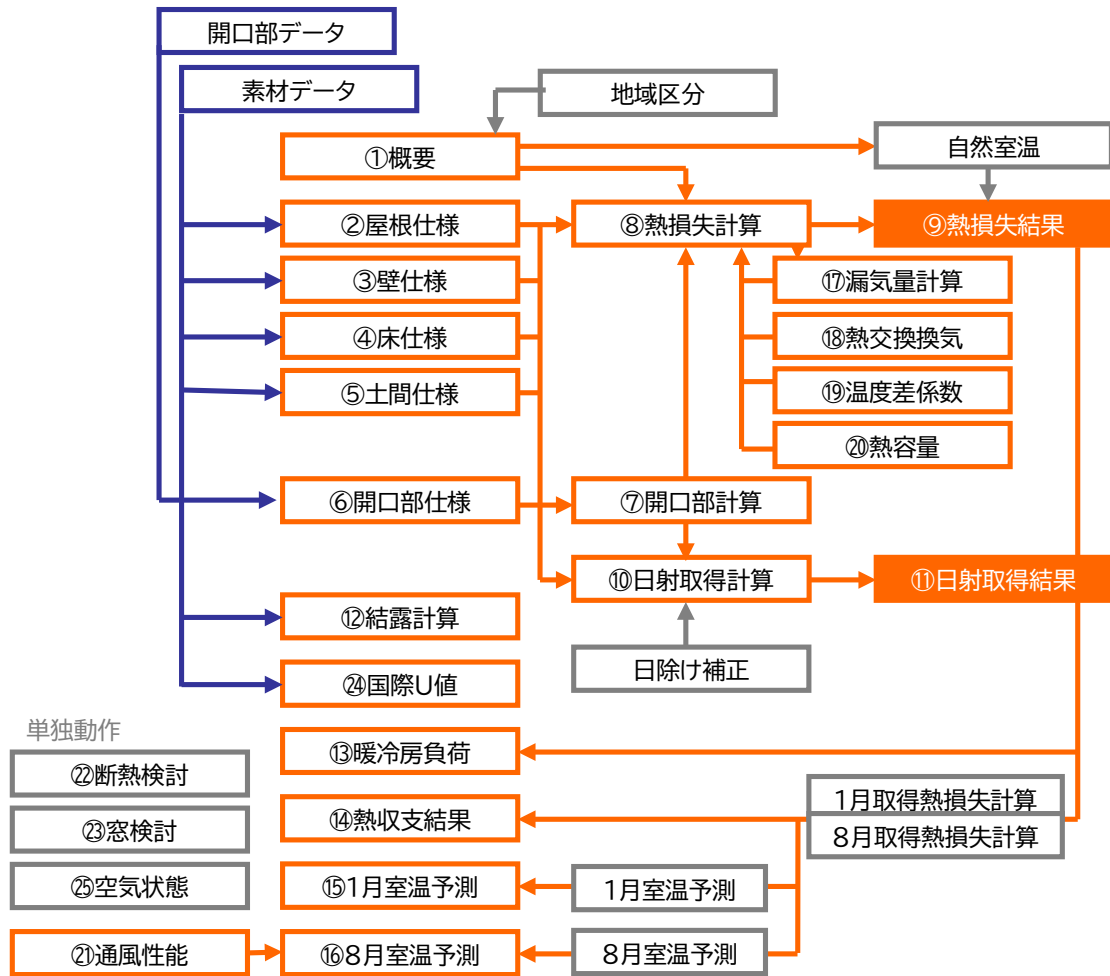 開口部データ
素材データ
地域区分
①概要
自然室温
②屋根仕様
⑧熱損失計算
⑨熱損失結果
③壁仕様
⑰漏気量計算
④床仕様
⑱熱交換換気
⑤土間仕様
⑲温度差係数
⑳熱容量
⑥開口部仕様
⑦開口部計算
⑩日射取得計算
⑪日射取得結果
⑫結露計算
日除け補正
㉔国際U値
単独動作
⑬暖冷房負荷
㉒断熱検討
1月取得熱損失計算
㉓窓検討
⑭熱収支結果
8月取得熱損失計算
㉕空気状態
⑮1月室温予測
1月室温予測
㉑通風性能
⑯8月室温予測
8月室温予測